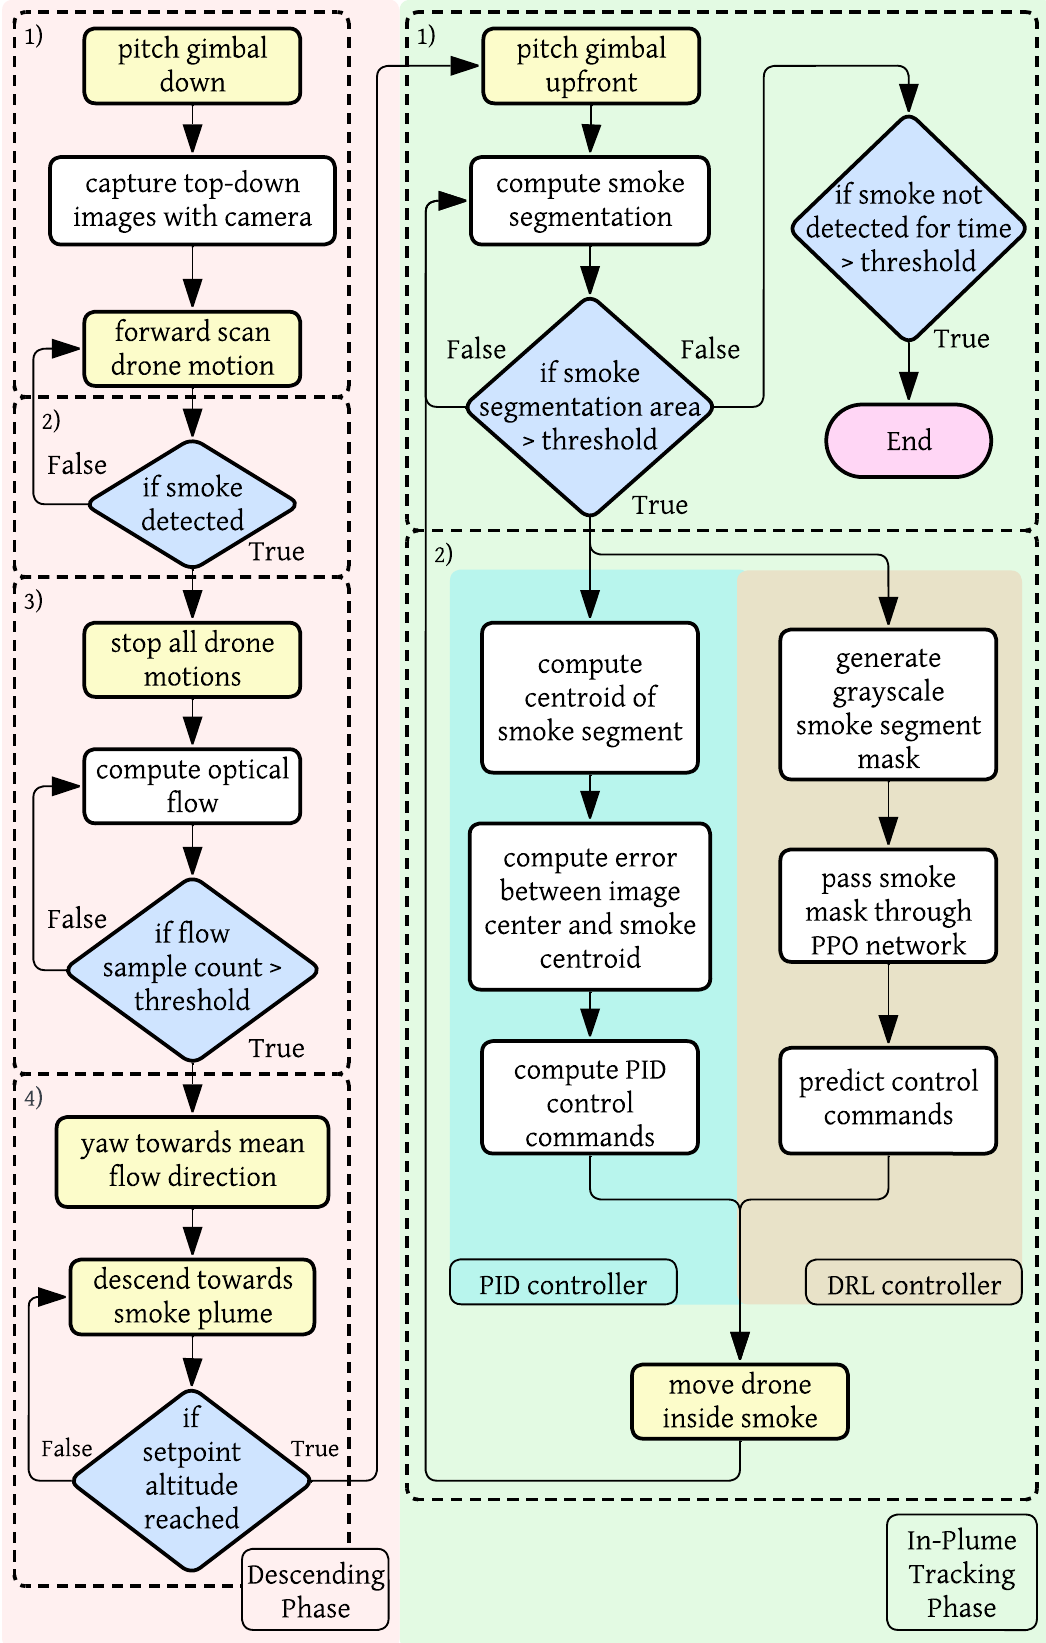 1)
pitch gimbal
down
capture top-down
images with camera
forward scan
drone motion
2)
False
if smoke
detected
True
3)
stop all drone
motions
compute optical
flow
False
if flow
sample count >
threshold
True
4)
yaw towards mean
flow direction
descend towards
smoke plume
False
if
setpoint
altitude
reached
True
Descending
Phase
1)
pitch gimbal
upfront
compute smoke
segmentation
False
if smoke
segmentation area
> threshold
False
True
if smoke not
detected for time
> threshold
True
End
2)
compute
centroid of
smoke segment
compute error
between image
center and smoke
centroid
compute PID
control
commands
PID controller
generate
grayscale
smoke segment
mask
pass smoke
mask through
PPO network
predict control
commands
DRL controller
move drone
inside smoke
In-Plume
Tracking
Phase